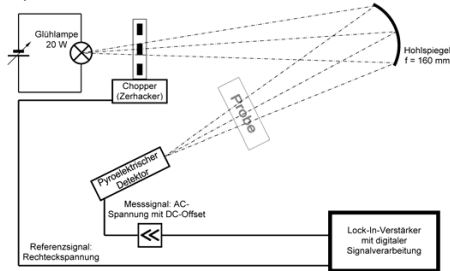 Glühlampe
20 W
Chopper
(Zerhacker)
Hohlspiegel
f = 160 mm
Probe
Pyroelektrischer
Detektor
Messsignal: AC-
Spannung mit DC-Offset
Referenzsignal:
Rechteckspannung
Lock-In-Verstärker
mit digitaler
Signalverarbeitung